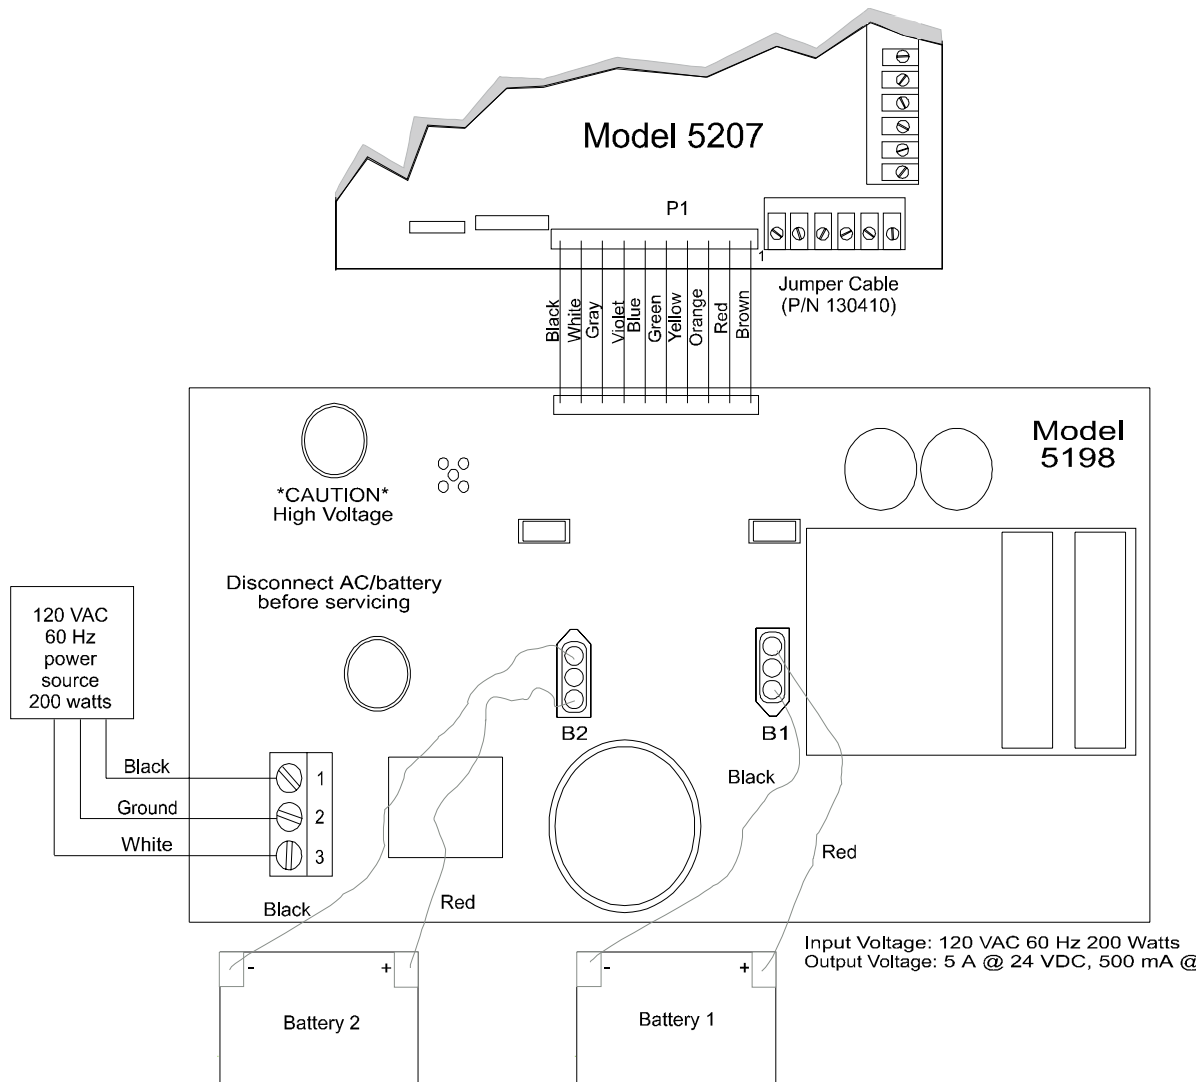 Model 5207
P1
1
Jumper Cable
(P/N 130410)
Black
White
Gray
Violet
Blue
Green
Yellow
Orange
Red
Brown
Model
5198
*CAUTION*
High Voltage
Disconnect AC/battery
before servicing
120 VAC
60 Hz
power
source
200 watts
B2
B1
Black
1
Ground
2
White
3
Black
Red
Black
Red
Input Voltage: 120 VAC 60 Hz 200 Watts
Output Voltage: 5 A @ 24 VDC, 500 mA @
-
+
Battery 2
-
+
Battery 1